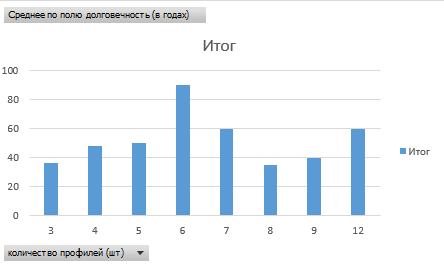 Среднее по полю долговечность (в годах)
Итог
100
80
60
40
20
0
Итог
3 4 5 6 7 8 9 12
количество профилей (шт)